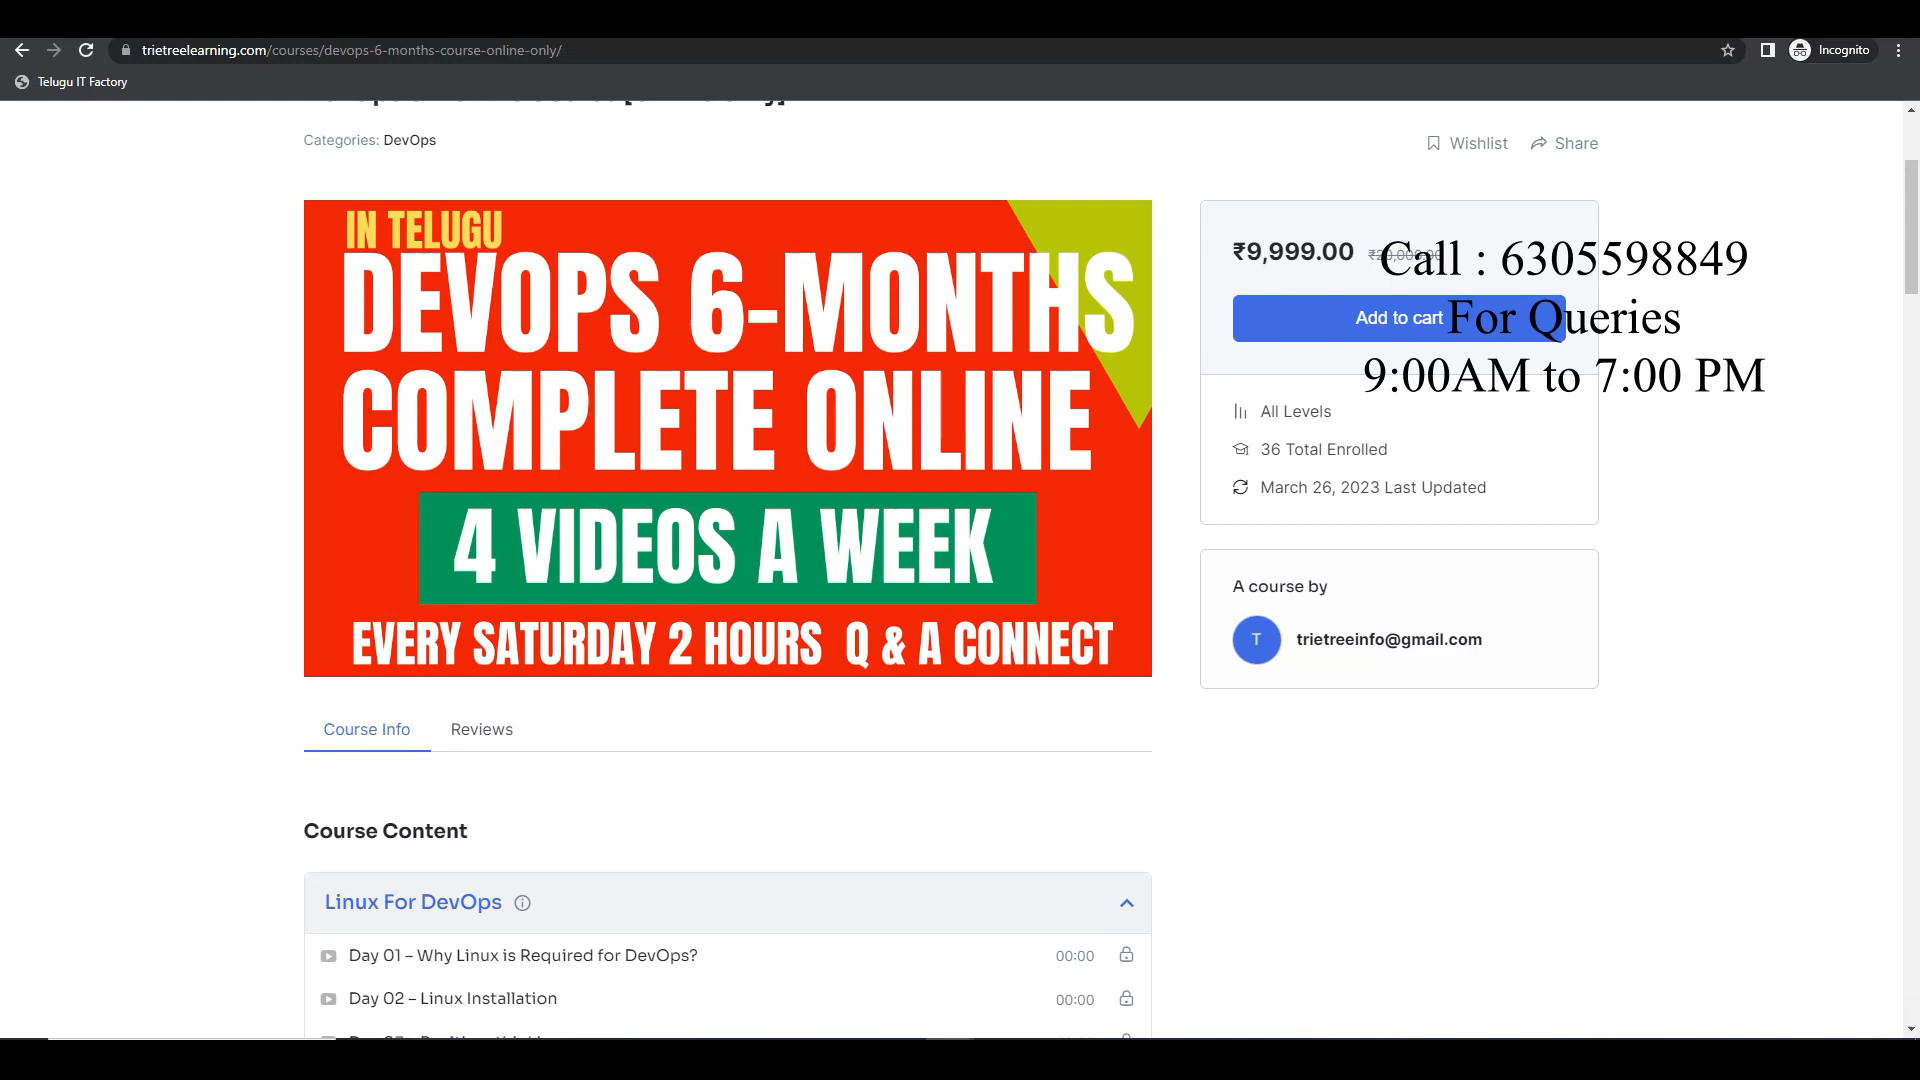 trietreelearning.com/courses/devops-6-months-course-online-only/
Incognito
Telugu IT Factory
Categories: DevOps
Wishlist
Share
IN TELUGU
DEVOPS 6-MONTHS
COMPLETE ONLINE
4 VIDEOS A WEEK
EVERY SATURDAY 2 HOURS Q & A CONNECT
₹9,999.00
Call : 6305598849
Add to cart
For Queries
9:00AM to 7:00 PM
All Levels
36 Total Enrolled
March 26, 2023 Last Updated
A course by
T
trietreeinfo@gmail.com
Course Info
Reviews
Course Content
Linux For DevOps
Day 01 – Why Linux is Required for DevOps?
00:00
Day 02 – Linux Installation
00:00